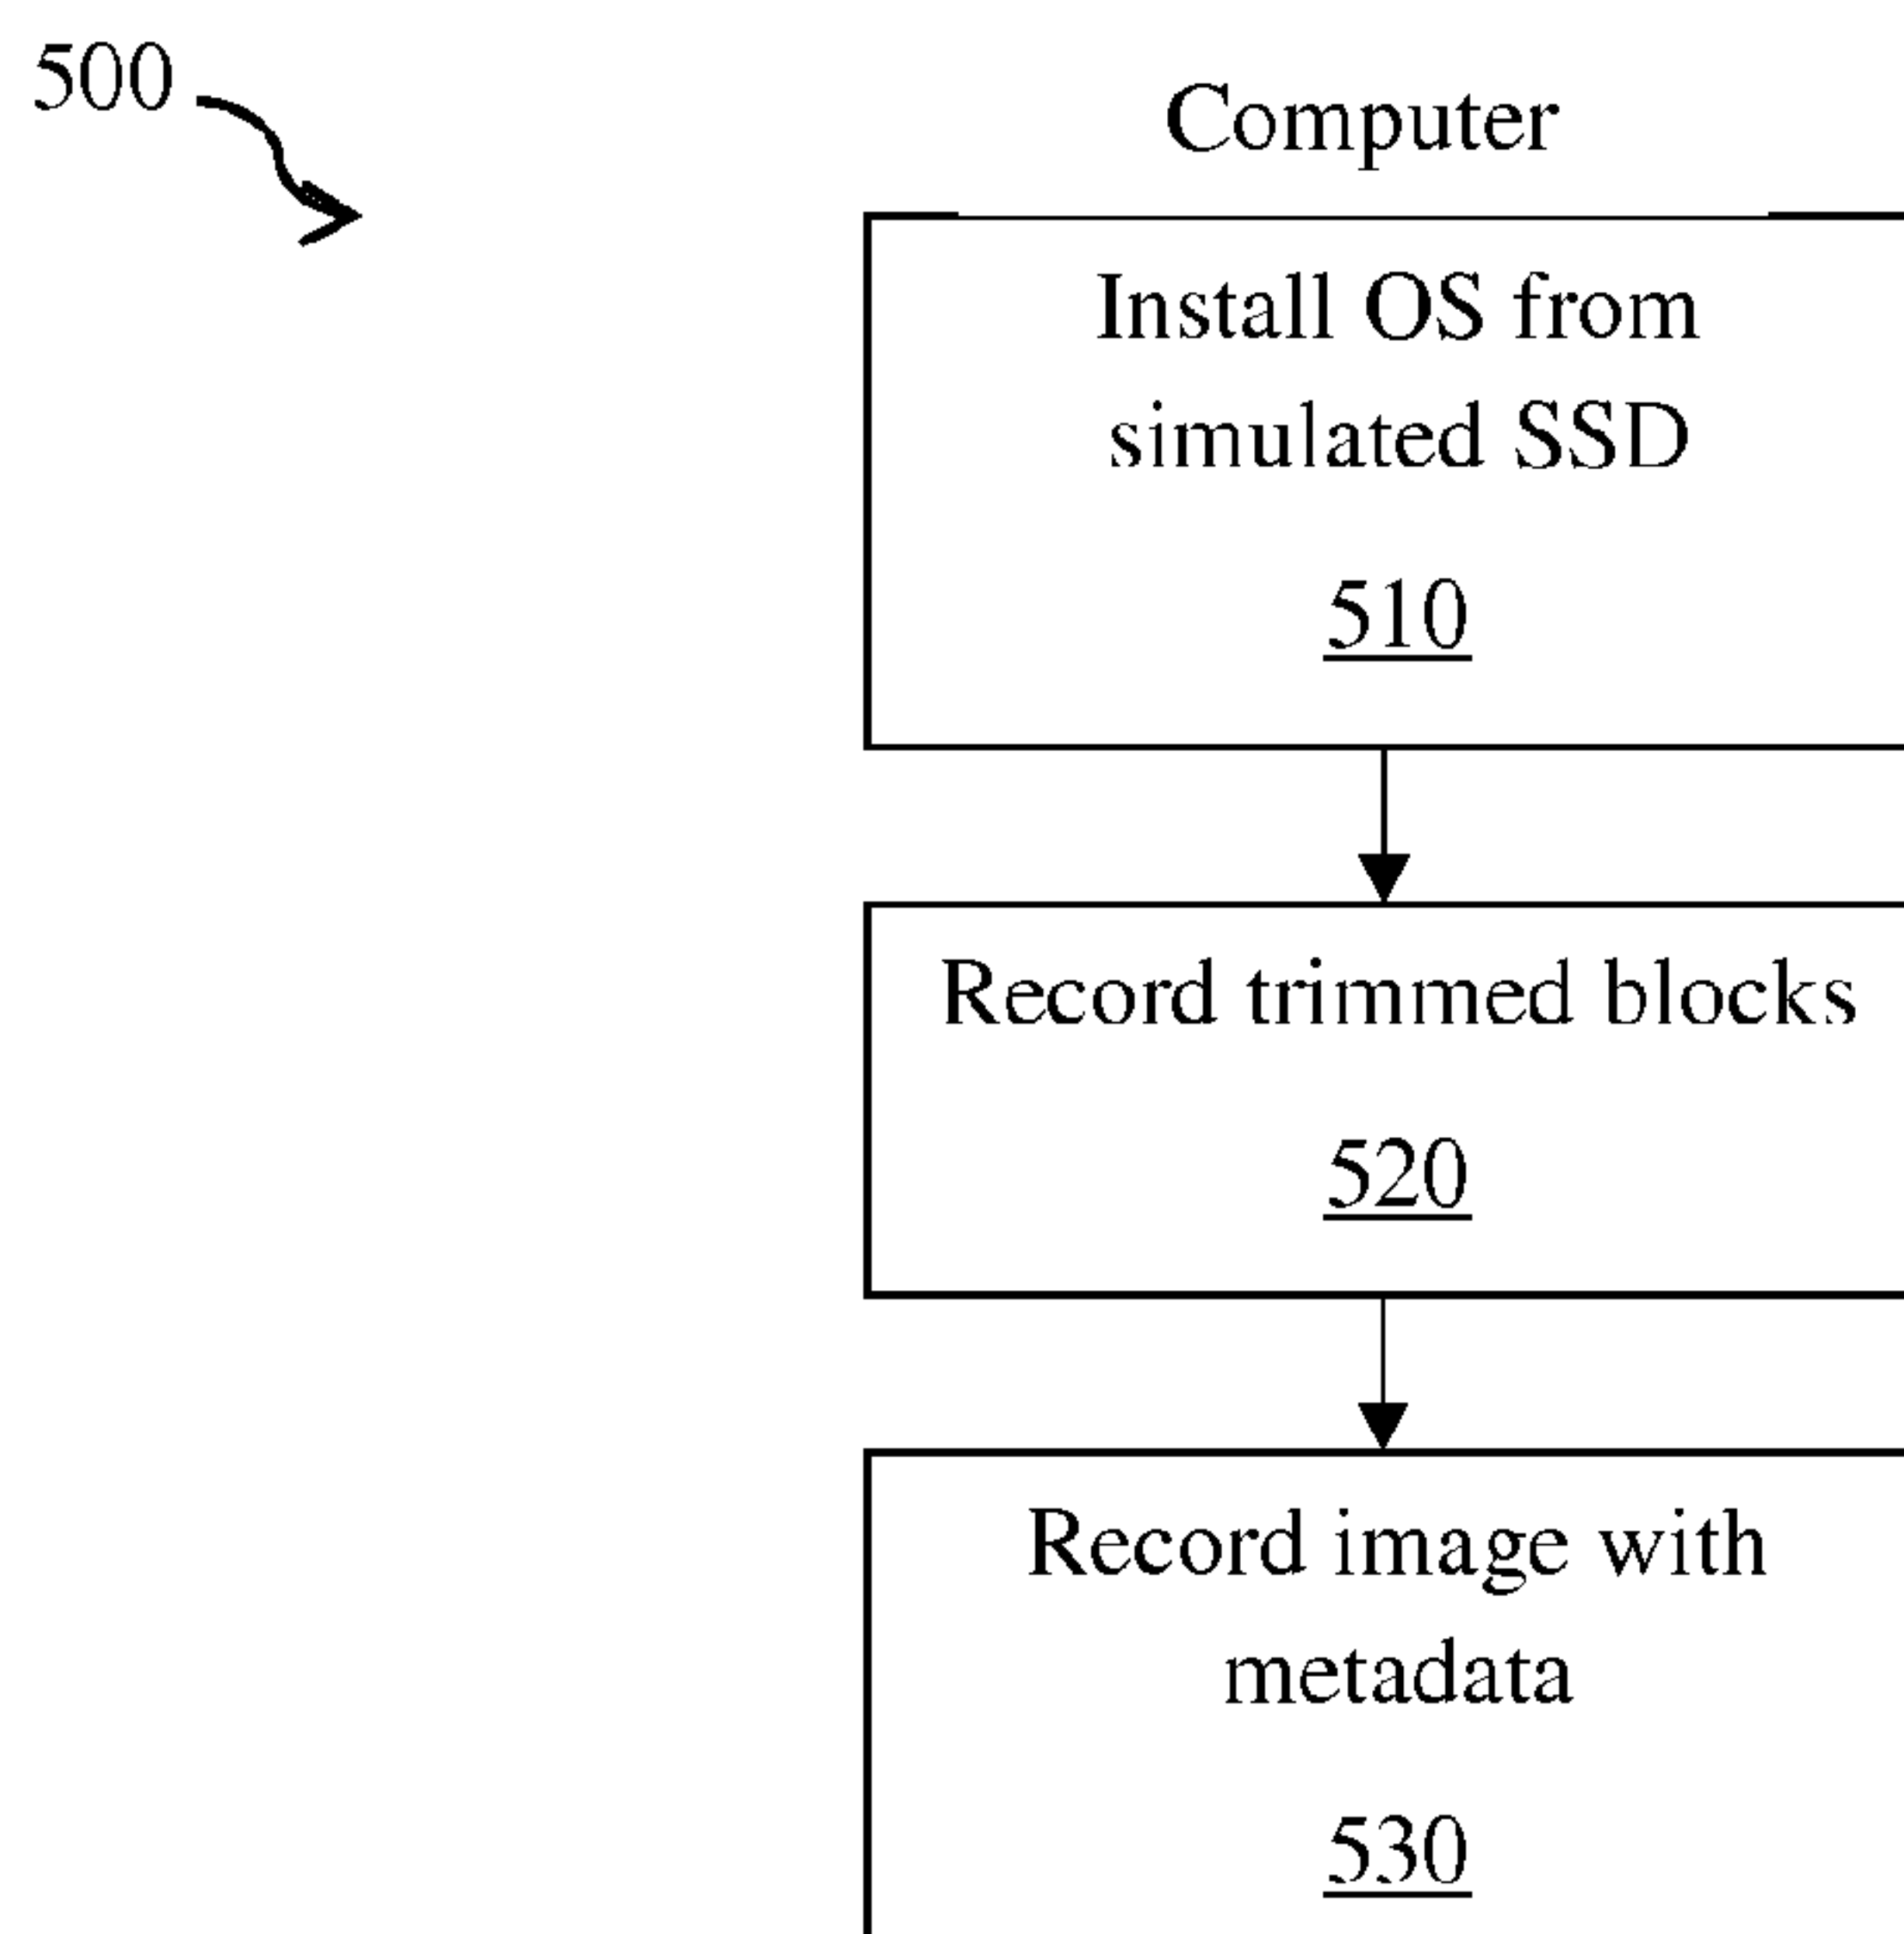 500
Computer
Install OS from
simulated SSD
510
Record trimmed blocks
520
Record image with
metadata
530